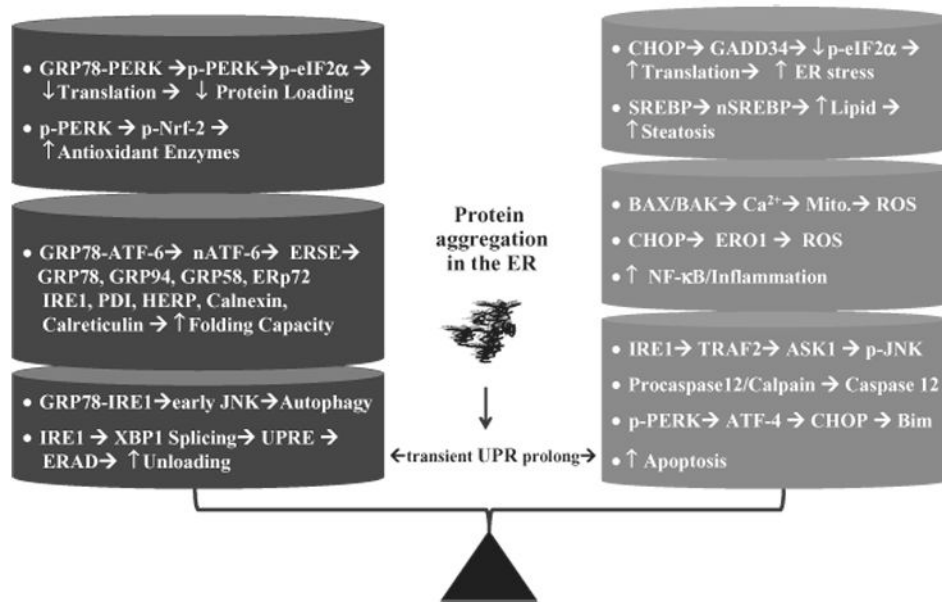 • GRP78-PERK →p-PERK→p-eIF2α →
↓Translation → ↓ Protein Loading
• p-PERK → p-Nrf-2 →
↑Antioxidant Enzymes
• GRP78-ATF-6→ nATF-6→ ERSE→
GRP78, GRP94, GRP58, ERp72
IRE1, PDI, HERP, Calnexin,
Calreticulin → ↑Folding Capacity
• GRP78-IRE1→early JNK→Autophagy
• IRE1 → XBP1 Splicing→ UPRE →
ERAD→ ↑Unloading
Protein
aggregation
in the ER
←transient UPR prolong→
• CHOP→ GADD34→ ↓p-eIF2α→
↑Translation→ ↑ ER stress
• SREBP→ nSREBP→ ↑Lipid→
↑Steatosis
• BAX/BAK→ Ca²⁺→ Mito.→ ROS
• CHOP→ ERO1 → ROS
• ↑ NF-κB/Inflammation
• IRE1→ TRAF2→ ASK1→ p-JNK
• Procaspase12/Calpain → Caspase 12
• p-PERK→ ATF-4→ CHOP→ Bim
• ↑ Apoptosis